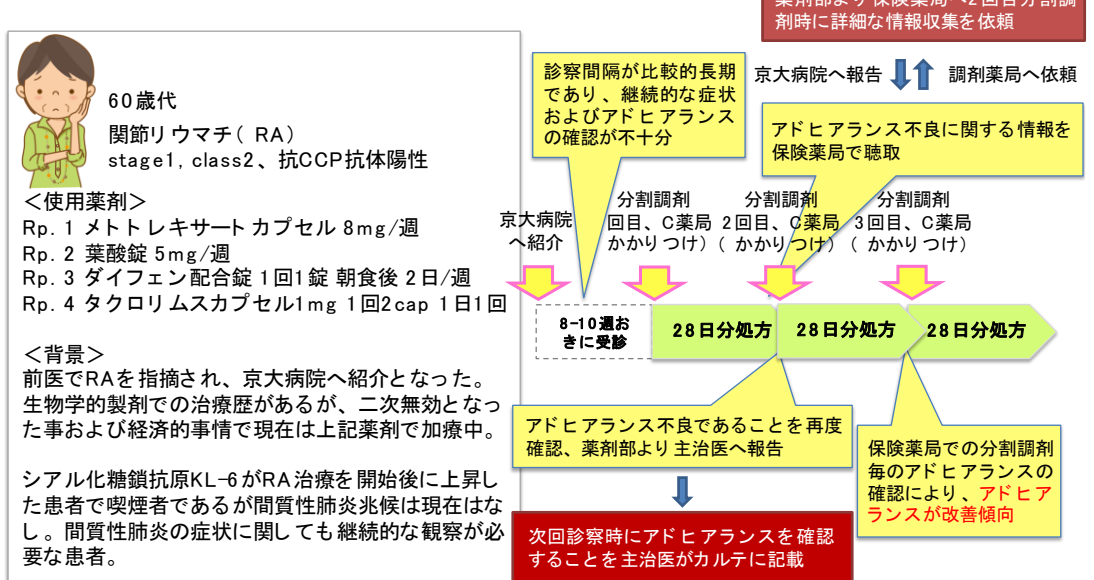 薬剤部より保険薬局へ2回目分割調
剤時に詳細な情報収集を依頼
京大病院へ報告
調剤薬局へ依頼
診察間隔が比較的長期
であり、継続的な症状
およびアドヒアランス
の確認が不十分
アドヒアランス不良に関する情報を
保険薬局で聴取
60歳代
関節リウマチ(RA)
stage1, class2、抗CCP抗体陽性
<使用薬剤>
Rp.1 メトトレキサートカプセル 8mg/週
Rp.2 葉酸錠 5mg/週
Rp.3 ダイフェン配合錠 1回1錠 朝食後 2日/週
Rp.4 タクロリムスカプセル1mg 1回2cap 1日1回
<背景>
前医でRAを指摘され、京大病院へ紹介となった。
生物学的製剤での治療歴があるが、二次無効となっ
た事および経済的事情で現在は上記薬剤で加療中。
シアル化糖鎖抗原KL-6がRA治療を開始後に上昇し
た患者で喫煙者であるが間質性肺炎兆候は現在はな
し。間質性肺炎の症状に関しても継続的な観察が必
要な患者。
京大病院
へ紹介
分割調剤
回目、C薬局
かかりつけ)
分割調剤
2回目、C薬局
(かかりつけ)
分割調剤
3回目、C薬局
(かかりつけ)
8-10週お
きに受診
28日分処方
28日分処方
28日分処方
アドヒアランス不良であることを再度
確認、薬剤部より主治医へ報告
次回診察時にアドヒアランスを確認
することを主治医がカルテに記載
保険薬局での分割調剤
毎のアドヒアランスの
確認により、アドヒア
ランスが改善傾向